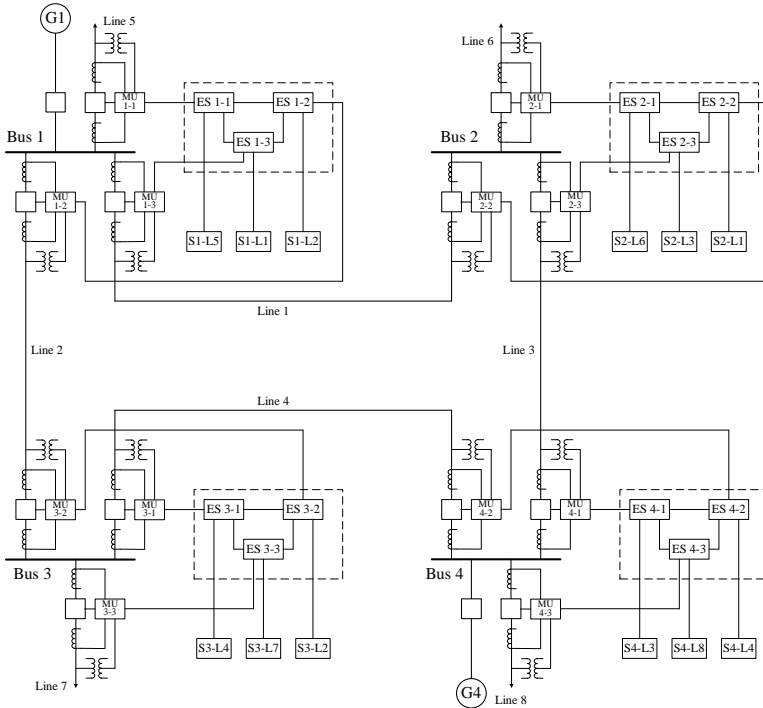 G1
Line 5
MU
1-1
ES 1-1
ES 1-2
ES 1-3
Bus 1
MU
1-2
MU
1-3
S1-L5
S1-L1
S1-L2
Line 6
MU
2-1
ES 2-1
ES 2-2
ES 2-3
Bus 2
MU
2-2
MU
2-3
S2-L6
S2-L3
S2-L1
Line 1
Line 2
Line 3
Line 4
MU
3-2
MU
3-1
ES 3-1
ES 3-2
ES 3-3
Bus 3
MU
3-3
S3-L4
S3-L7
S3-L2
Line 7
MU
4-2
MU
4-1
ES 4-1
ES 4-2
ES 4-3
Bus 4
MU
4-3
S4-L3
S4-L8
S4-L4
G4
Line 8